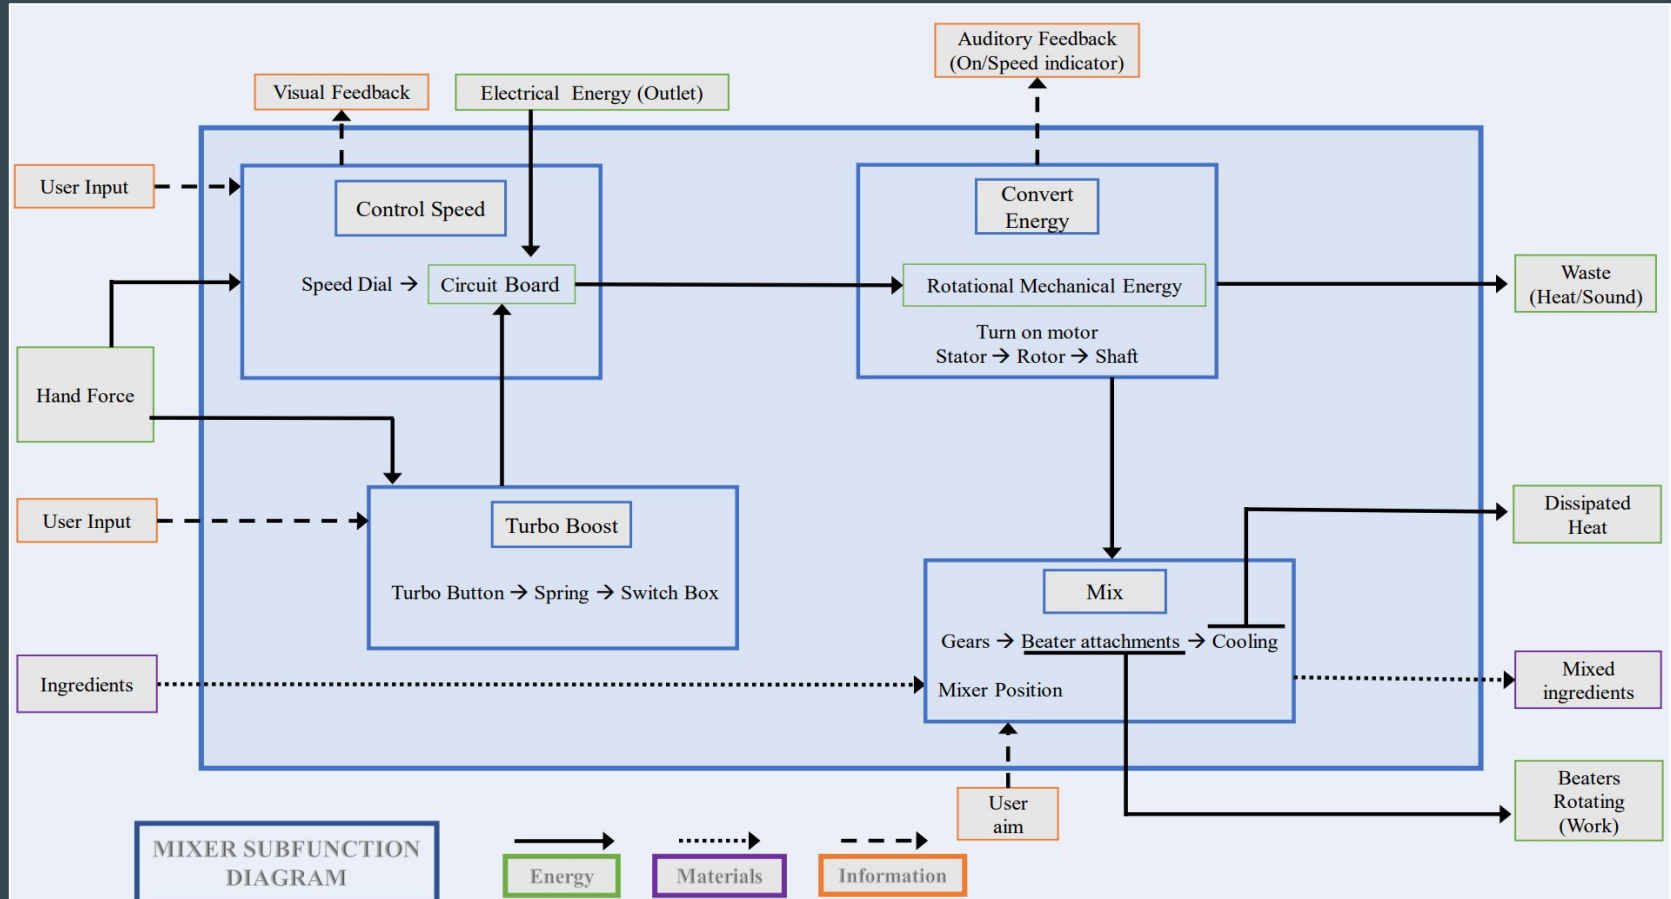 Auditory Feedback
(On/Speed indicator)
Visual Feedback
Electrical Energy (Outlet)
User Input
Control Speed
Convert
Energy
Speed Dial → Circuit Board
Rotational Mechanical Energy
Waste
(Heat/Sound)
Turn on motor
Stator → Rotor → Shaft
Hand Force
User Input
Turbo Boost
Dissipated
Heat
Turbo Button → Spring → Switch Box
Mix
Gears → Beater attachments → Cooling
Ingredients
Mixer Position
Mixed
ingredients
User
aim
Beaters
Rotating
(Work)
MIXER SUBFUNCTION
DIAGRAM
Energy
Materials
Information